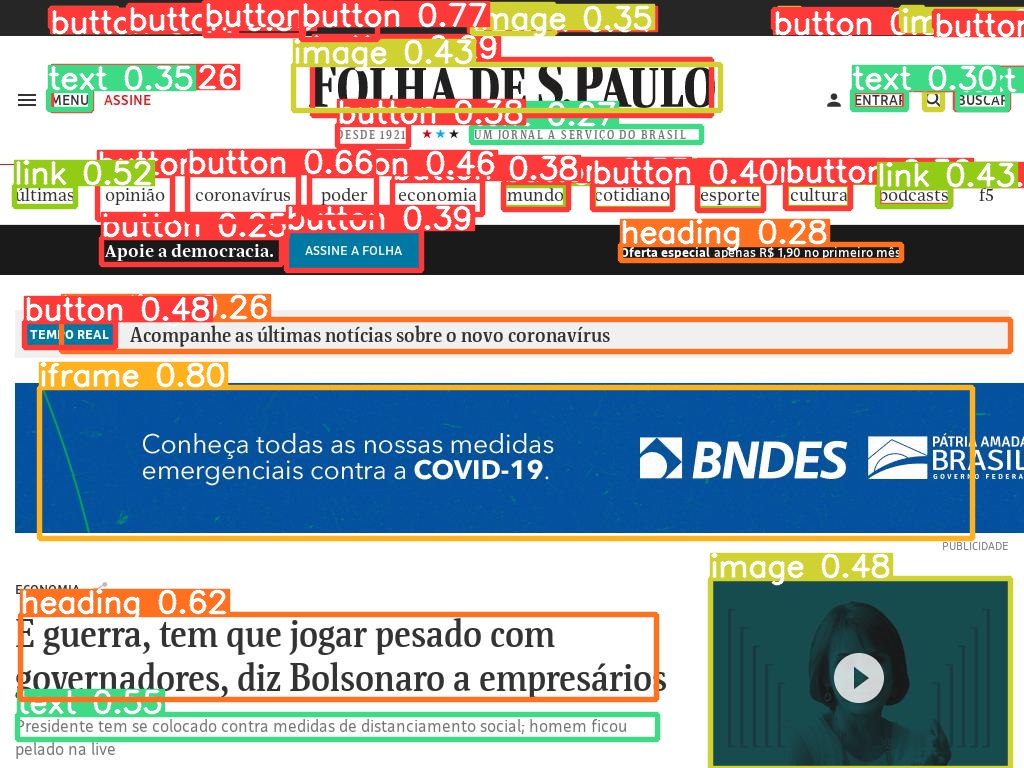 button 0.77
image 0.35
button
button
button
button
text 0.35
26
image 0.43
9
text 0.30
MENU
ASSINE
FOLHA DE S.PAULO
ENTRAR
BUSCAR
button 0.38
0.27
DESDE 1921
★★★
UM JORNAL A SERVIÇO DO BRASIL
link 0.52
button
button 0.66
0.46
0.38
button 0.40
button
link 0.43
últimas
opinião
coronavírus
poder
economia
mundo
cotidiano
esporte
cultura
podcasts
f5
button 0.25
button 0.39
heading 0.28
Apoie a democracia.
ASSINE A FOLHA
Oferta especial apenas R$ 1,90 no primeiro mês
button 0.48
0.26
TEMPO REAL
Acompanhe as últimas notícias sobre o novo coronavírus
iframe 0.80
Conheça todas as nossas medidas
emergenciais contra a COVID-19.
BNDES
PÁTRIA AMADA
BRASIL
GOVERNO FEDERAL
PUBLICIDADE
image 0.48
ECONOMIA
heading 0.62
É guerra, tem que jogar pesado com
governadores, diz Bolsonaro a empresários
text 0.55
Presidente tem se colocado contra medidas de distanciamento social; homem ficou
pelado na live